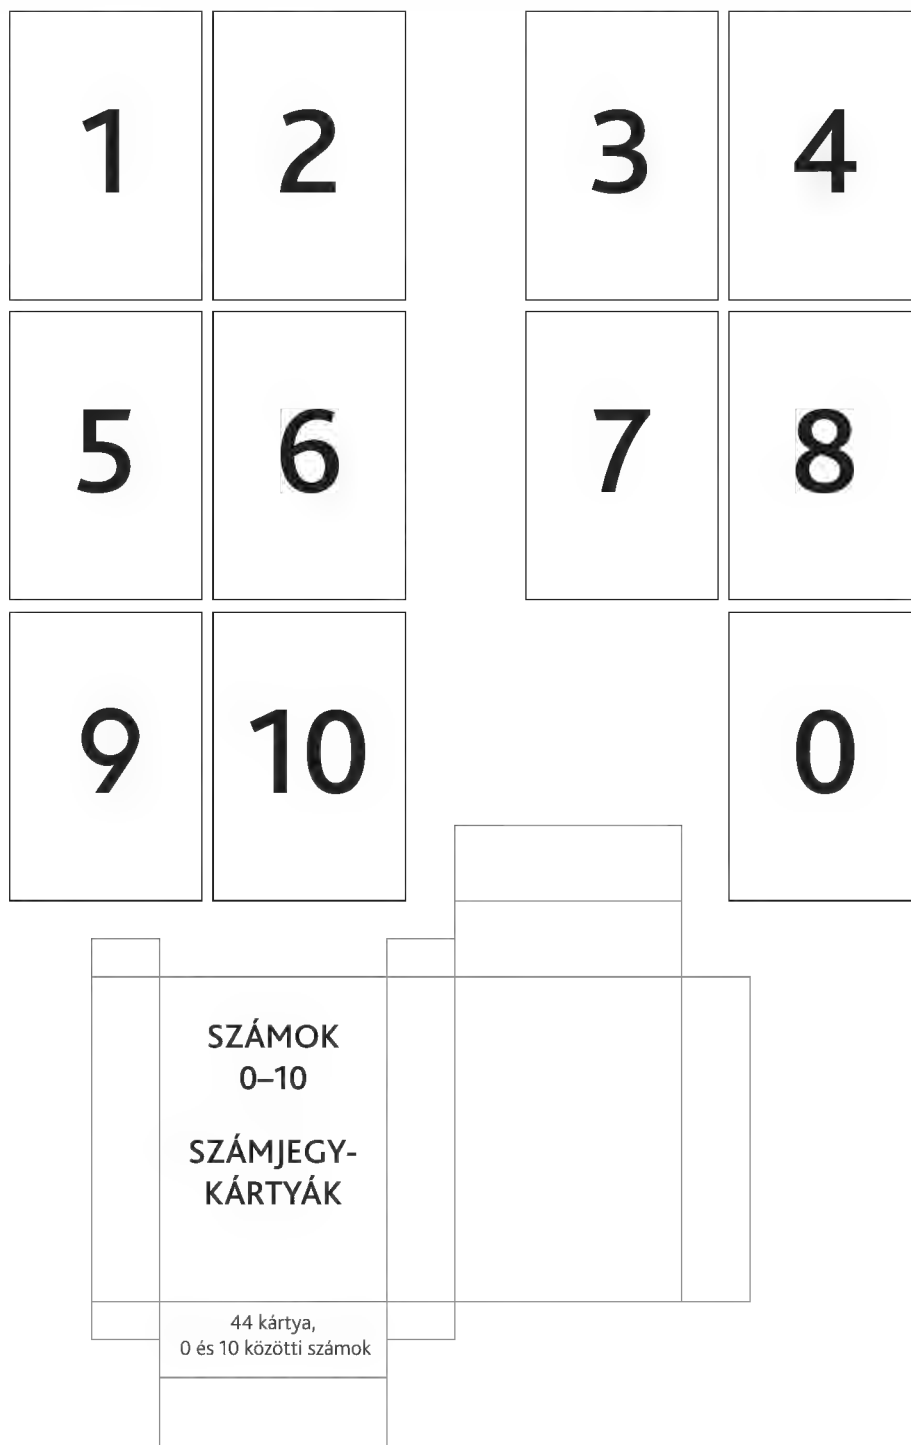 1 2 3 4
5 6 7 8
9 10 0
SZÁMOK
0–10
SZÁMJEGY-
KÁRTYÁK
44 kártya,
0 és 10 közötti számok